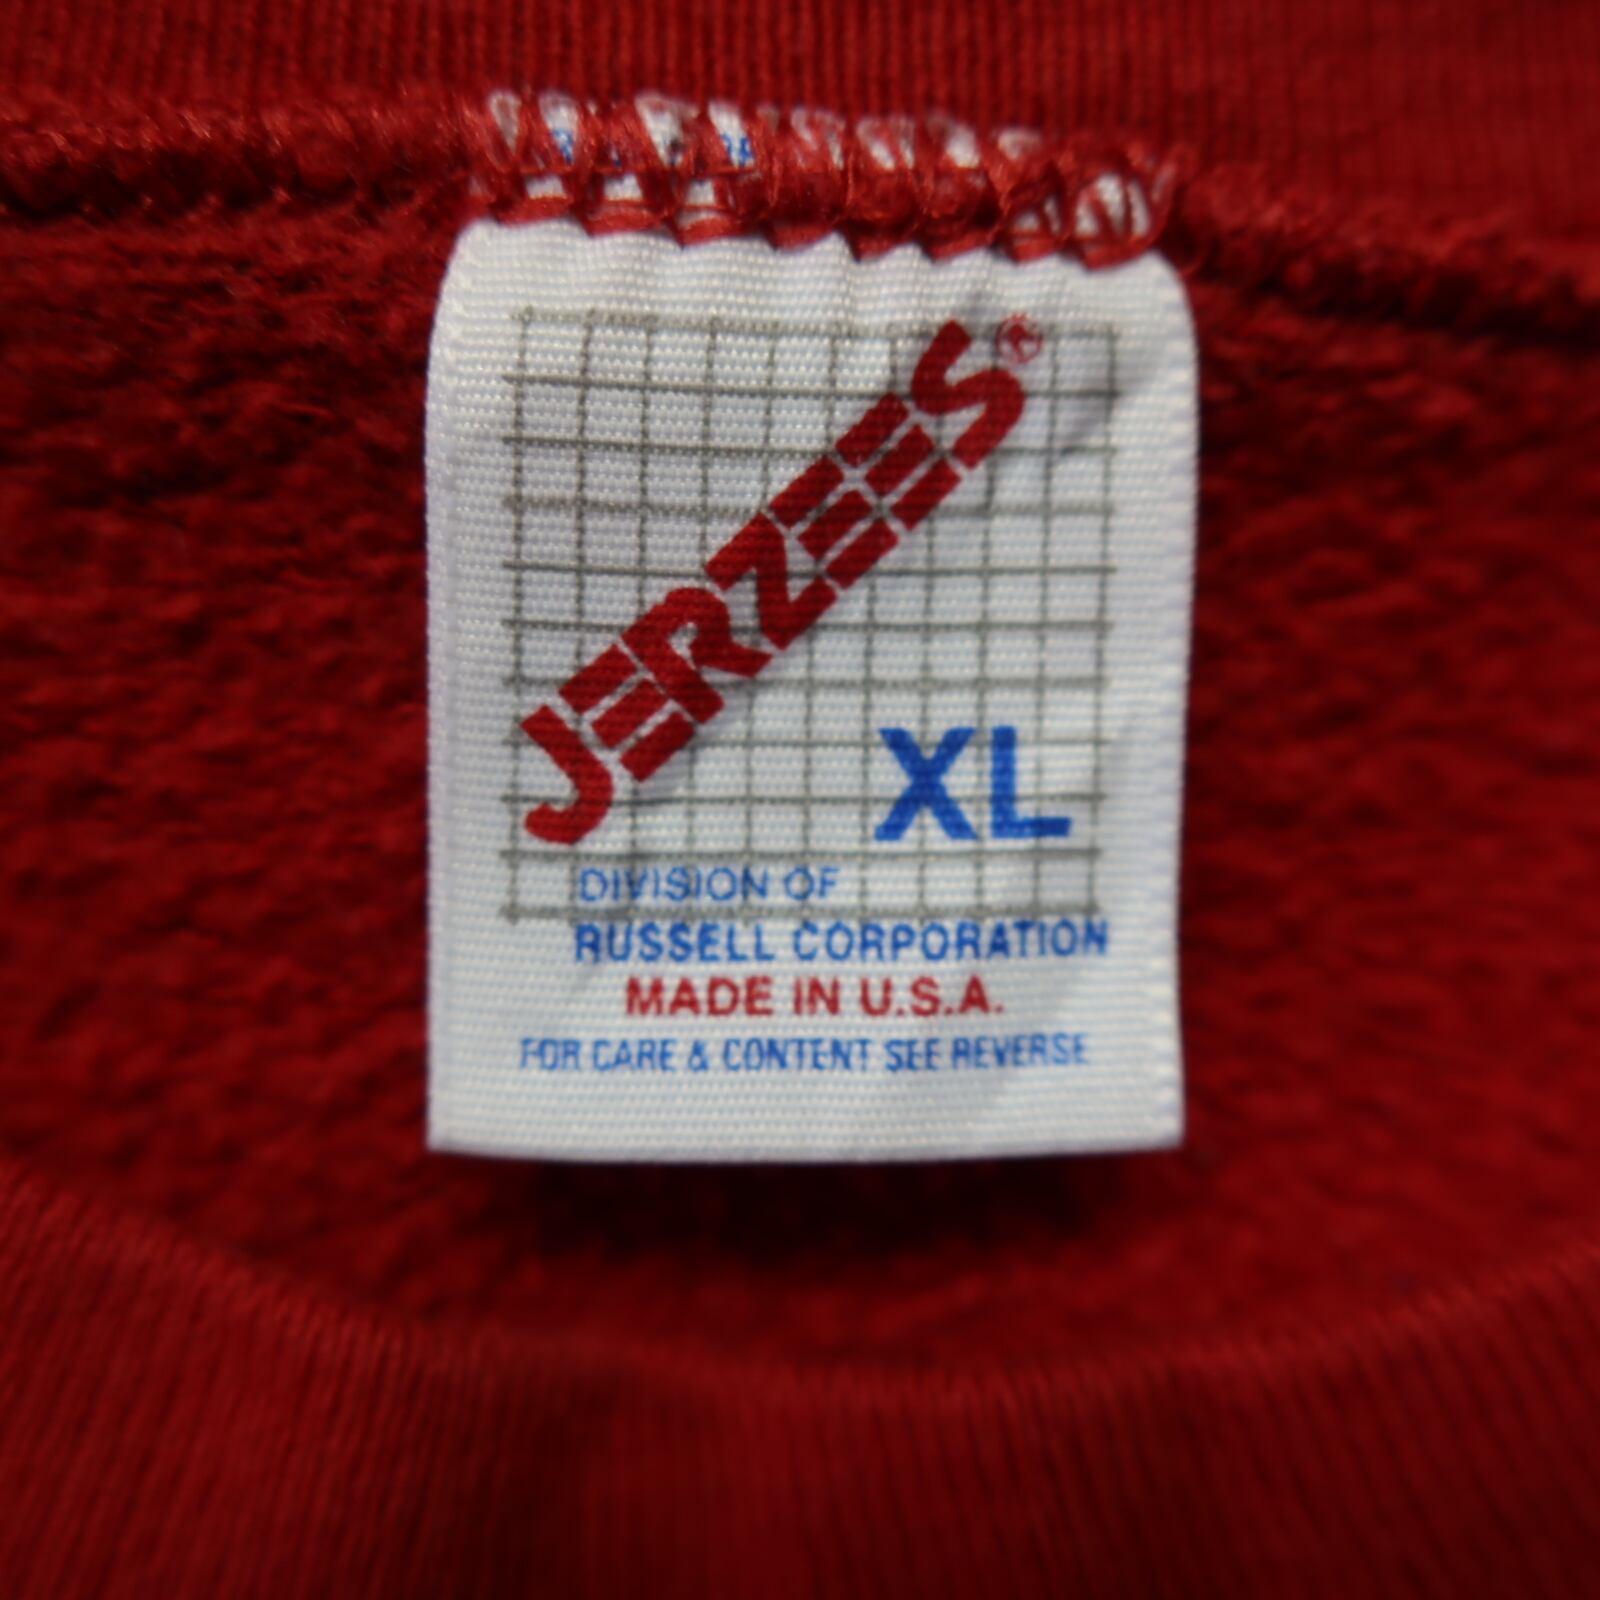 JERZEES®
XL
DIVISION OF
RUSSELL CORPORATION
MADE IN U.S.A.
FOR CARE & CONTENT SEE REVERSE